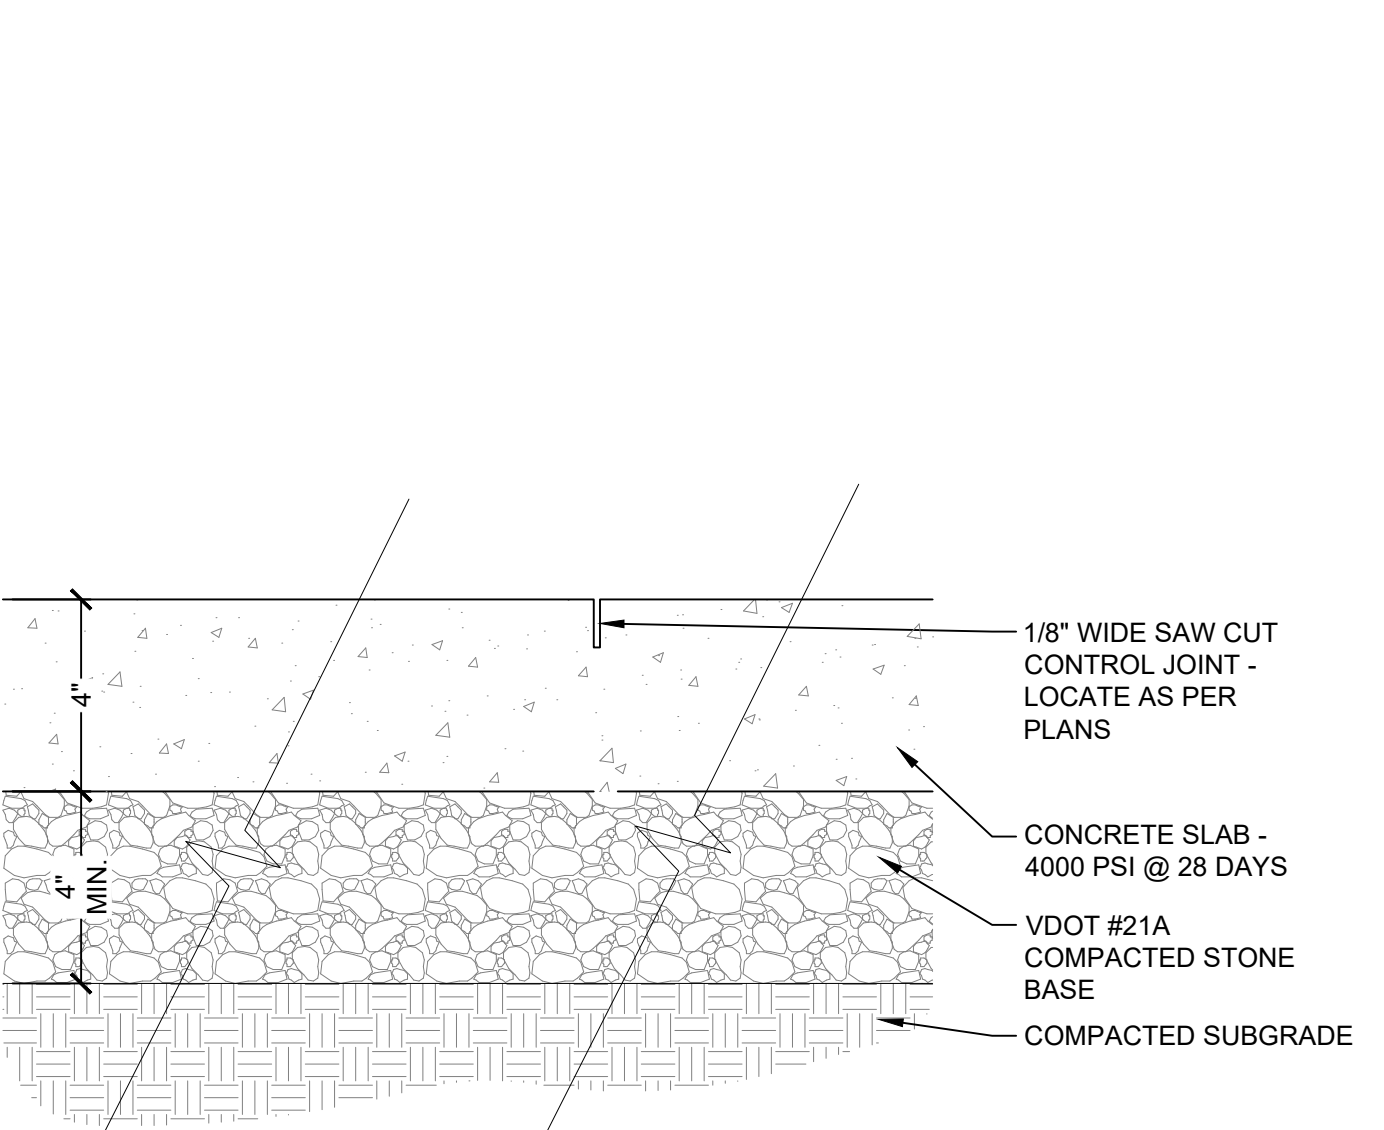 1/8" WIDE SAW CUT
CONTROL JOINT -
LOCATE AS PER
PLANS
4"
CONCRETE SLAB -
4000 PSI @ 28 DAYS
4"
MIN.
VDOT #21A
COMPACTED STONE
BASE
COMPACTED SUBGRADE